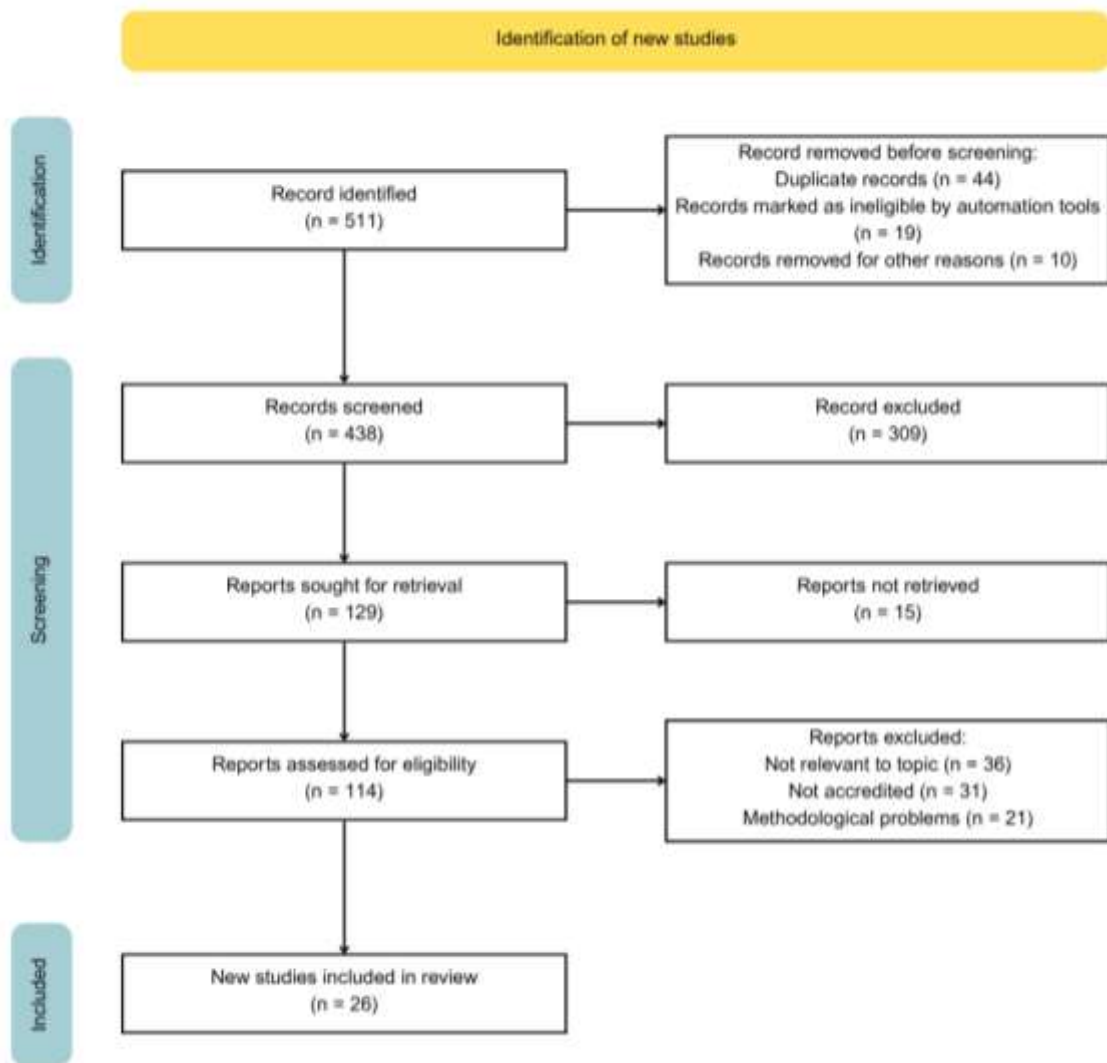 Identification of new studies
Identification
Record identified
(n = 511)
Record removed before screening:
Duplicate records (n = 44)
Records marked as ineligible by automation tools
(n = 19)
Records removed for other reasons (n = 10)
Screening
Records screened
(n = 438)
Record excluded
(n = 309)
Reports sought for retrieval
(n = 129)
Reports not retrieved
(n = 15)
Reports assessed for eligibility
(n = 114)
Reports excluded:
Not relevant to topic (n = 36)
Not accredited (n = 31)
Methodological problems (n = 21)
Included
New studies included in review
(n = 26)